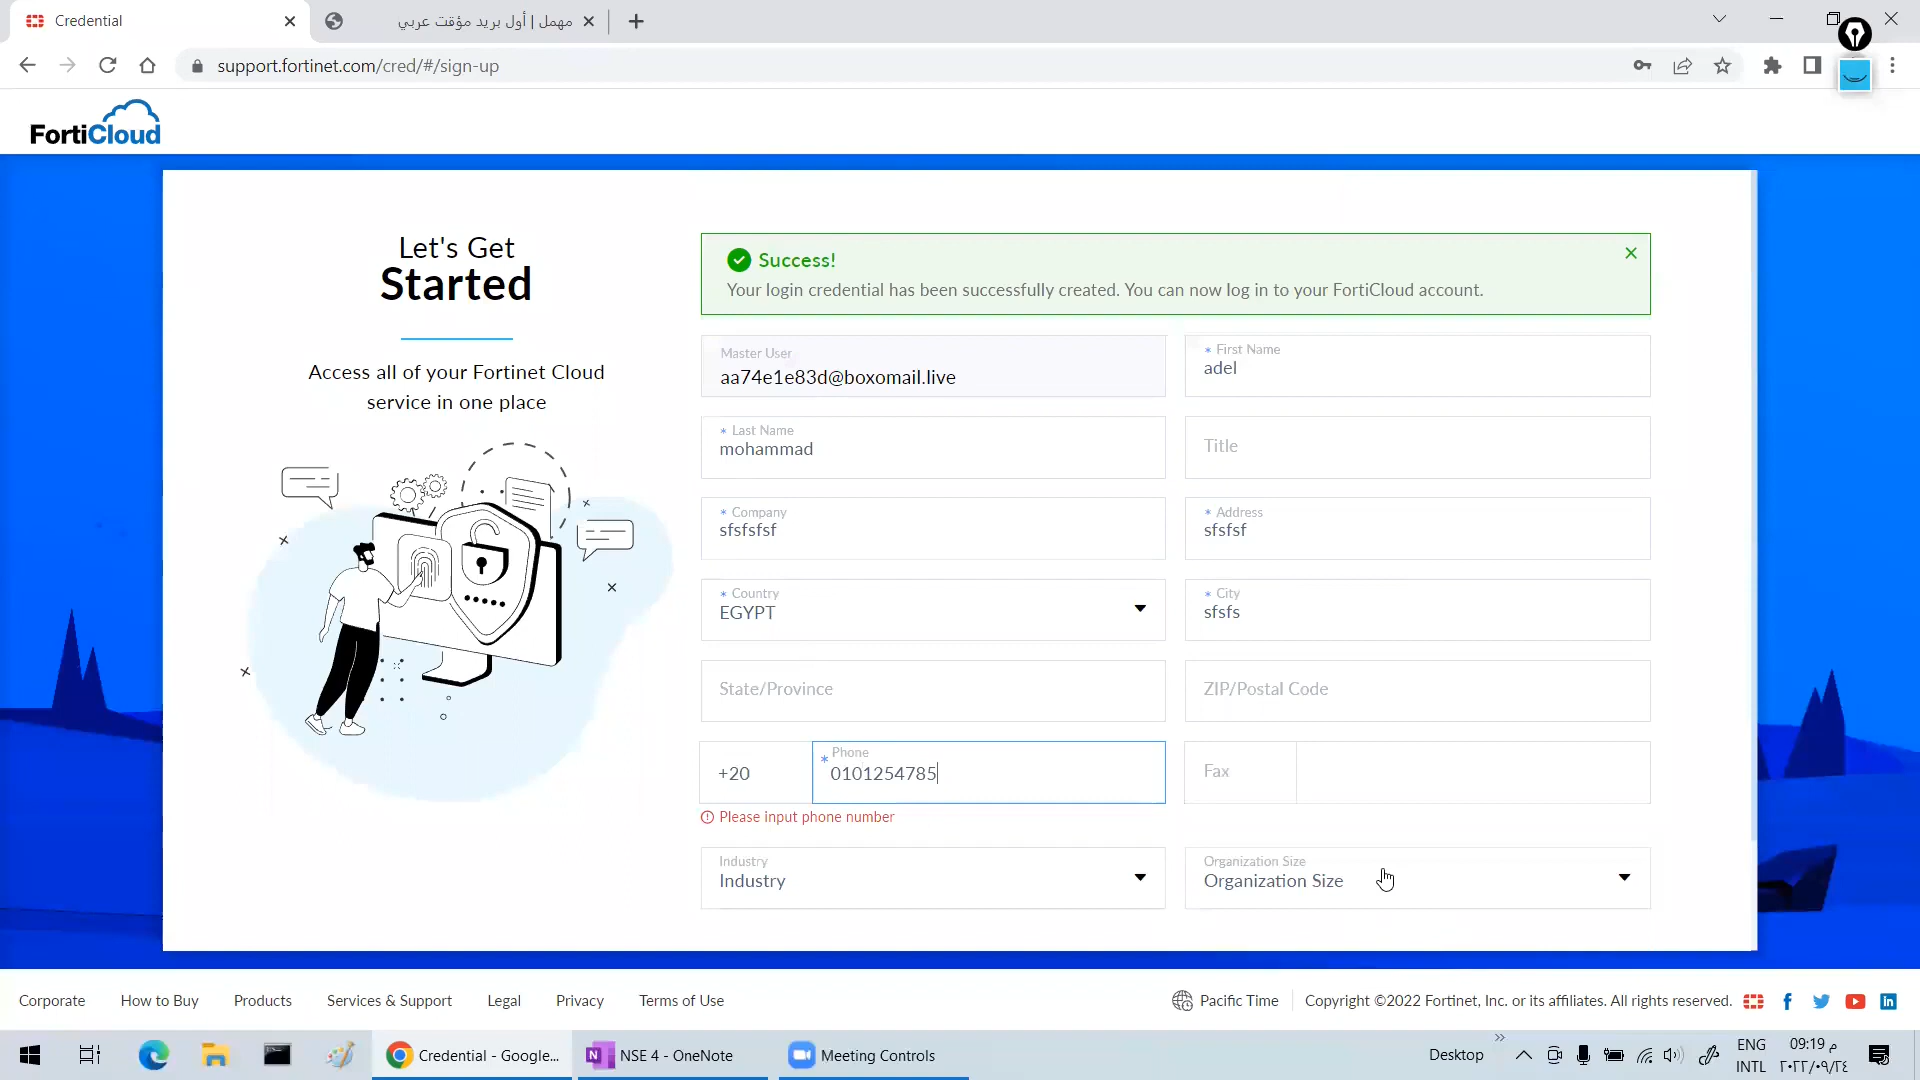 Credential
مهمل | أول بريد مؤقت عربي
support.fortinet.com/cred/#/sign-up
FortiCloud
Let's Get
Started
Access all of your Fortinet Cloud
service in one place
Success!
Your login credential has been successfully created. You can now log in to your FortiCloud account.
Master User
aa74e1e83d@boxomail.live
* First Name
adel
* Last Name
mohammad
Title
* Company
sfsfsfsf
* Address
sfsfsf
* Country
EGYPT
* City
sfsfs
State/Province
ZIP/Postal Code
+20
* Phone
0101254785
Fax
Please input phone number
Industry
Industry
Organization Size
Organization Size
Corporate How to Buy Products Services & Support Legal Privacy Terms of Use
Pacific Time
Copyright ©2022 Fortinet, Inc. or its affiliates. All rights reserved.
Credential - Google...
NSE 4 - OneNote
Meeting Controls
Desktop
ENG
INTL
09:19 م
٢٠٢٢/٠٩/٢٤